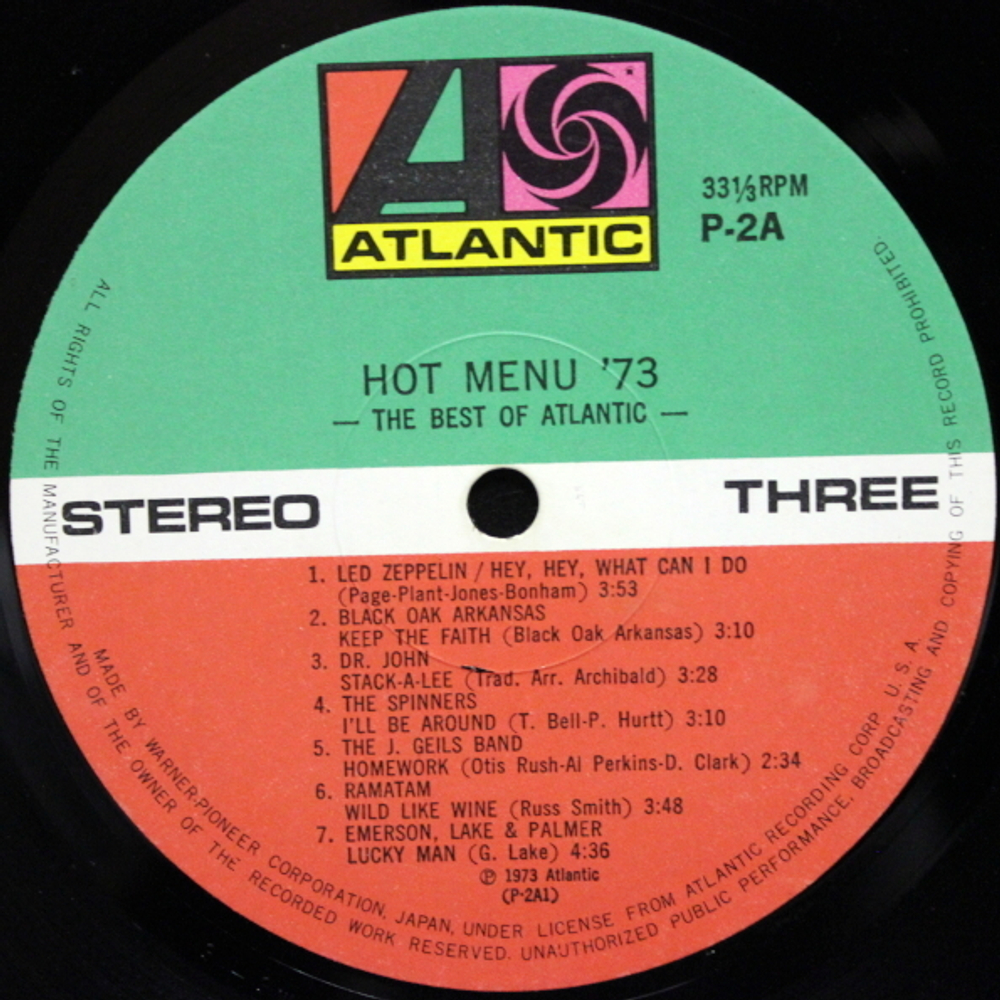 ATLANTIC
33⅓ RPM
P-2A
HOT MENU '73
— THE BEST OF ATLANTIC —
STEREO
THREE
1. LED ZEPPELIN / HEY, HEY, WHAT CAN I DO
(Page-Plant-Jones-Bonham) 3:53
2. BLACK OAK ARKANSAS
KEEP THE FAITH (Black Oak Arkansas) 3:10
3. DR. JOHN
STACK-A-LEE (Trad. Arr. Archibald) 3:28
4. THE SPINNERS
I'LL BE AROUND (T. Bell-P. Hurtt) 3:10
5. THE J. GEILS BAND
HOMEWORK (Otis Rush-Al Perkins-D. Clark) 2:34
6. RAMATAM
WILD LIKE WINE (Russ Smith) 3:48
7. EMERSON, LAKE & PALMER
LUCKY MAN (G. Lake) 4:36
Ⓟ 1973 Atlantic
(P-2A1)
MADE BY WARNER-PIONEER CORPORATION, JAPAN, UNDER LICENSE FROM ATLANTIC RECORDING CORP. U. S. A.
ALL RIGHTS OF THE MANUFACTURER AND OF THE OWNER OF THE RECORDED WORK RESERVED. UNAUTHORIZED PUBLIC PERFORMANCE, BROADCASTING AND COPYING OF THIS RECORD PROHIBITED.